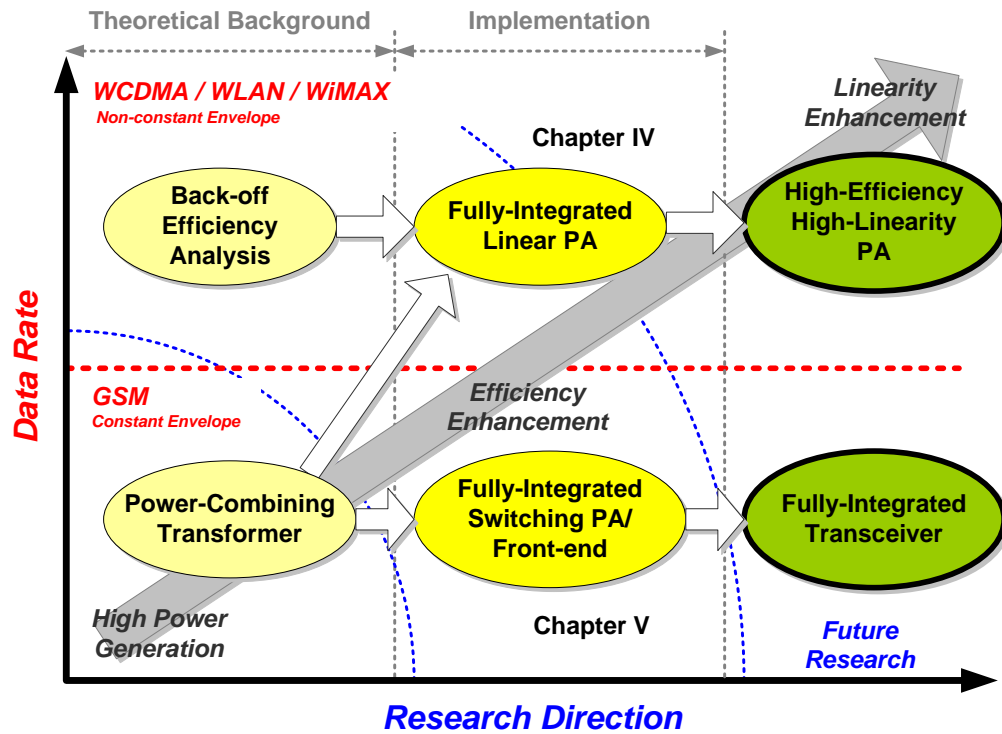 Theoretical Background
Implementation
WCDMA / WLAN / WiMAX
Non-constant Envelope
Linearity
Enhancement
Chapter IV
Back-off
Efficiency
Analysis
Fully-Integrated
Linear PA
High-Efficiency
High-Linearity
PA
Data Rate
GSM
Constant Envelope
Efficiency
Enhancement
Power-Combining
Transformer
Fully-Integrated
Switching PA/
Front-end
Fully-Integrated
Transceiver
High Power
Generation
Chapter V
Future
Research
Research Direction